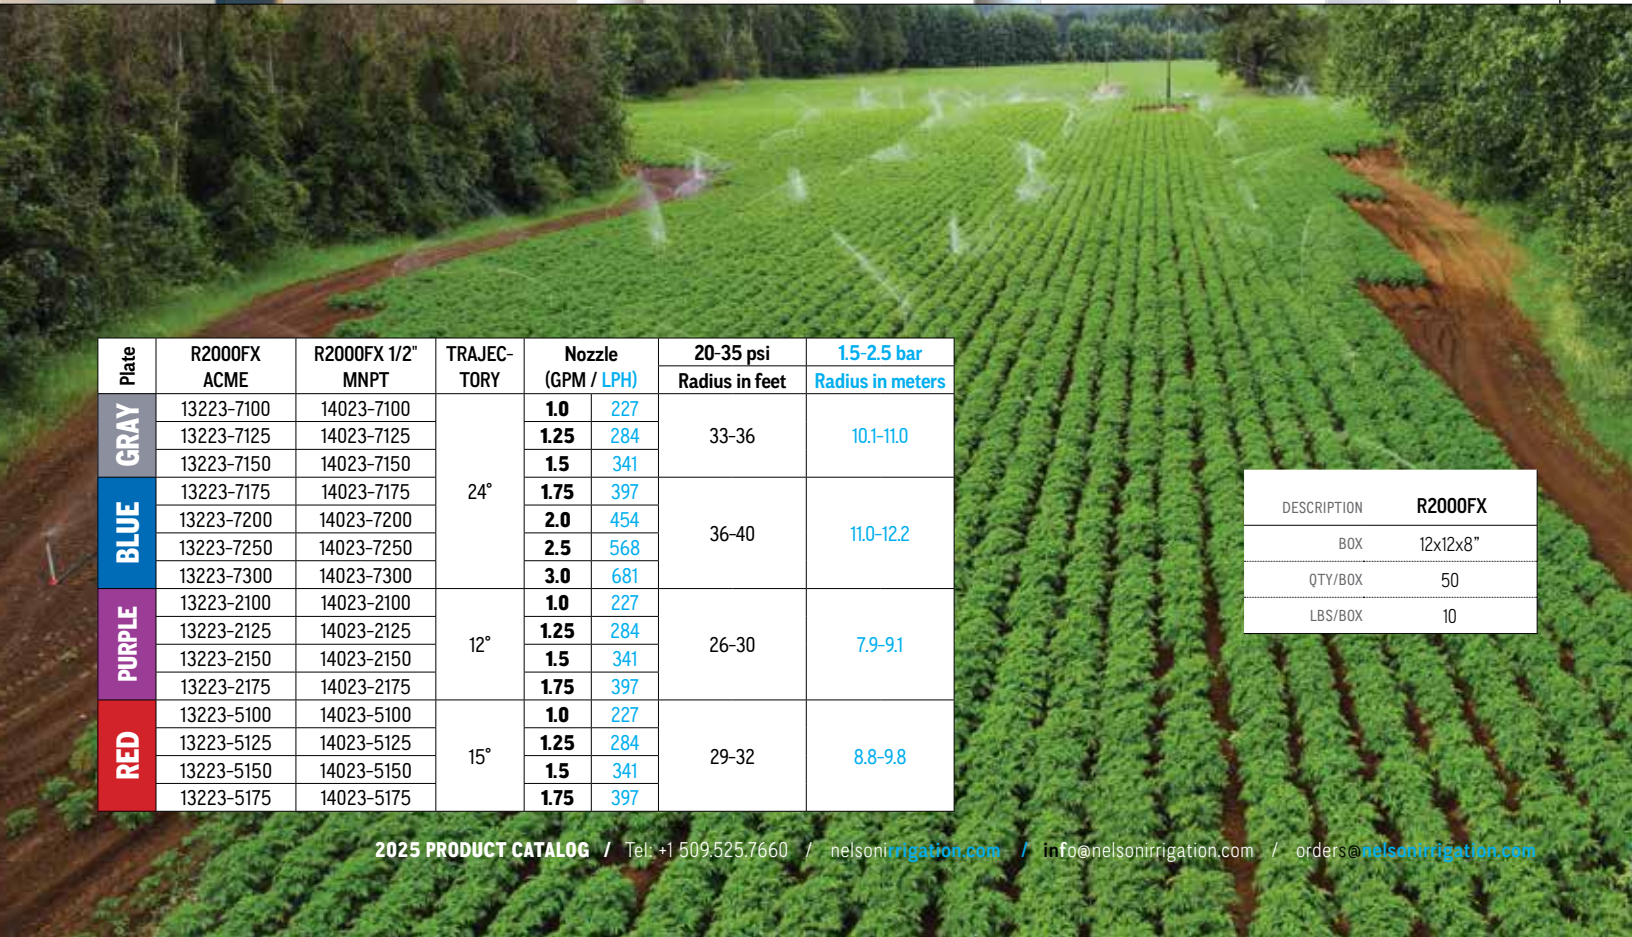 Plate R2000FX ACME R2000FX 1/2" MNPT TRAJEC-TORY Nozzle (GPM / LPH) 20-35 psi Radius in feet 1.5-2.5 bar Radius in meters
GRAY
13223-7100 14023-7100 24° 1.0 227 33-36 10.1-11.0
13223-7125 14023-7125 1.25 284
13223-7150 14023-7150 1.5 341
BLUE
13223-7175 14023-7175 1.75 397 36-40 11.0-12.2
13223-7200 14023-7200 2.0 454
13223-7250 14023-7250 2.5 568
13223-7300 14023-7300 3.0 681
PURPLE
13223-2100 14023-2100 12° 1.0 227 26-30 7.9-9.1
13223-2125 14023-2125 1.25 284
13223-2150 14023-2150 1.5 341
13223-2175 14023-2175 1.75 397
RED
13223-5100 14023-5100 15° 1.0 227 29-32 8.8-9.8
13223-5125 14023-5125 1.25 284
13223-5150 14023-5150 1.5 341
13223-5175 14023-5175 1.75 397
DESCRIPTION R2000FX
BOX 12x12x8”
QTY/BOX 50
LBS/BOX 10
2025 PRODUCT CATALOG / Tel: +1 509.525.7660 / nelsonirrigation.com / info@nelsonirrigation.com / orders@nelsonirrigation.com